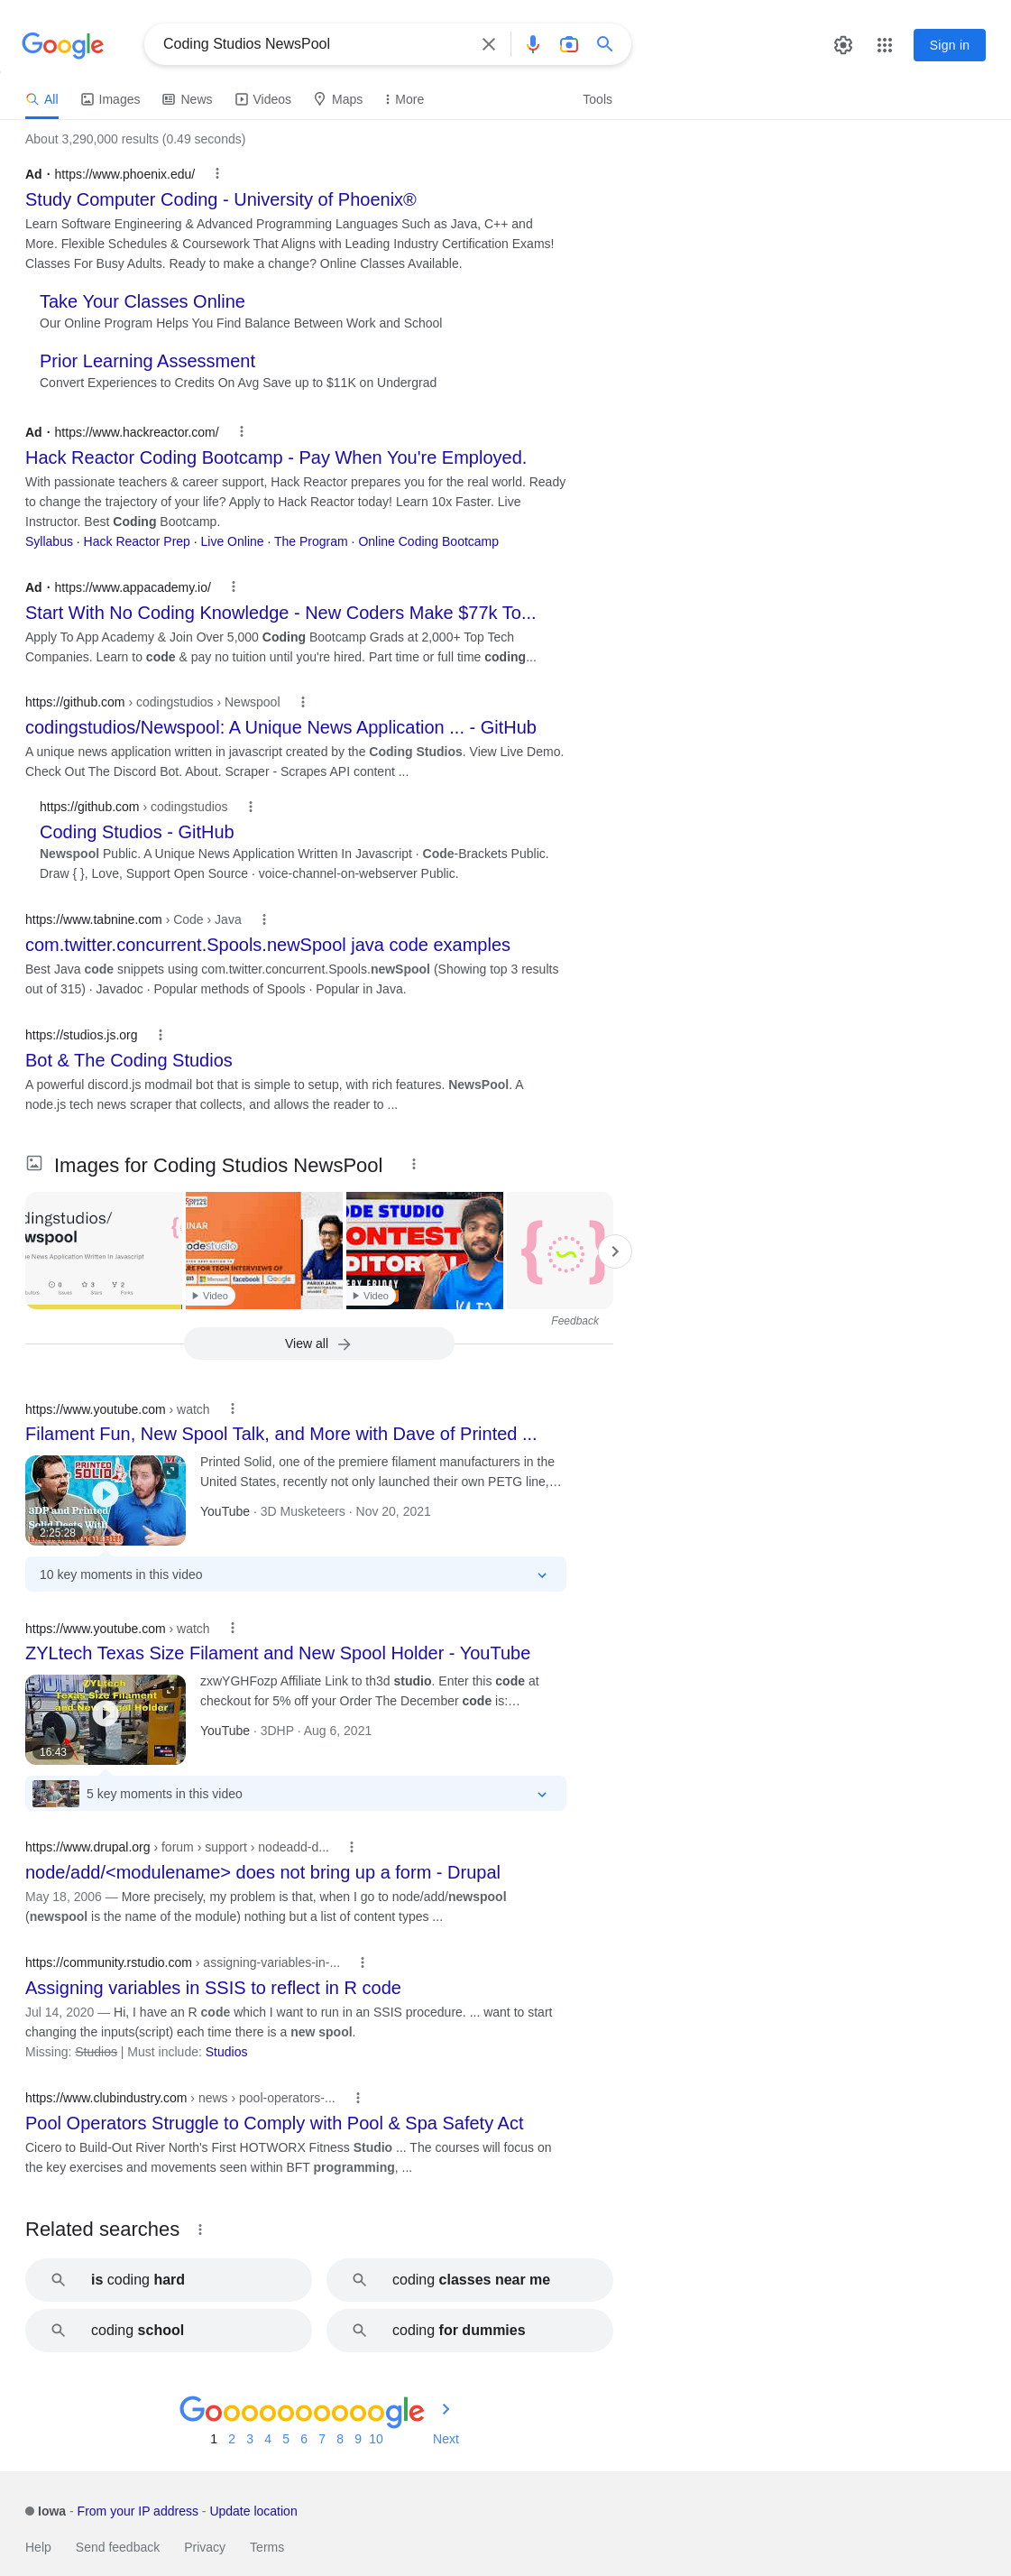 Google
Coding Studios NewsPool
Sign in
All
Images
News
Videos
Maps
More
Tools
About 3,290,000 results (0.49 seconds)
Ad · https://www.phoenix.edu/
Study Computer Coding - University of Phoenix®
Learn Software Engineering & Advanced Programming Languages Such as Java, C++ and
More. Flexible Schedules & Coursework That Aligns with Leading Industry Certification Exams!
Classes For Busy Adults. Ready to make a change? Online Classes Available.
Take Your Classes Online
Our Online Program Helps You Find Balance Between Work and School
Prior Learning Assessment
Convert Experiences to Credits On Avg Save up to $11K on Undergrad
Ad · https://www.hackreactor.com/
Hack Reactor Coding Bootcamp - Pay When You're Employed.
With passionate teachers & career support, Hack Reactor prepares you for the real world. Ready
to change the trajectory of your life? Apply to Hack Reactor today! Learn 10x Faster. Live
Instructor. Best Coding Bootcamp.
Syllabus · Hack Reactor Prep · Live Online · The Program · Online Coding Bootcamp
Ad · https://www.appacademy.io/
Start With No Coding Knowledge - New Coders Make $77k To...
Apply To App Academy & Join Over 5,000 Coding Bootcamp Grads at 2,000+ Top Tech
Companies. Learn to code & pay no tuition until you're hired. Part time or full time coding...
https://github.com › codingstudios › Newspool
codingstudios/Newspool: A Unique News Application ... - GitHub
A unique news application written in javascript created by the Coding Studios. View Live Demo.
Check Out The Discord Bot. About. Scraper - Scrapes API content ...
https://github.com › codingstudios
Coding Studios - GitHub
Newspool Public. A Unique News Application Written In Javascript · Code-Brackets Public.
Draw { }, Love, Support Open Source · voice-channel-on-webserver Public.
https://www.tabnine.com › Code › Java
com.twitter.concurrent.Spools.newSpool java code examples
Best Java code snippets using com.twitter.concurrent.Spools.newSpool (Showing top 3 results
out of 315) · Javadoc · Popular methods of Spools · Popular in Java.
https://studios.js.org
Bot & The Coding Studios
A powerful discord.js modmail bot that is simple to setup, with rich features. NewsPool. A
node.js tech news scraper that collects, and allows the reader to ...
Images for Coding Studios NewsPool
dingstudios/
wspool
e News Application Written In Javascript
0
3
2
Issues
Stars
Forks
INAR
odestudio
RE FOR TECH INTERVIEWS OF
Microsoft
facebook
Google
Video
ODE STUDIO
ONTEST
DITORIAL
RY FRIDAY
Video
Feedback
View all
https://www.youtube.com › watch
Filament Fun, New Spool Talk, and More with Dave of Printed ...
PRINTED
SOLID
3DP and Printed
Solid Deets With
2:25:28
Printed Solid, one of the premiere filament manufacturers in the
United States, recently not only launched their own PETG line,…
YouTube · 3D Musketeers · Nov 20, 2021
10 key moments in this video
https://www.youtube.com › watch
ZYLtech Texas Size Filament and New Spool Holder - YouTube
ZYLtech
Texas Size Filament
and New Spool Holder
16:43
zxwYGHFozp Affiliate Link to th3d studio. Enter this code at
checkout for 5% off your Order The December code is:…
YouTube · 3DHP · Aug 6, 2021
5 key moments in this video
https://www.drupal.org › forum › support › nodeadd-d...
node/add/<modulename> does not bring up a form - Drupal
May 18, 2006 — More precisely, my problem is that, when I go to node/add/newspool
(newspool is the name of the module) nothing but a list of content types ...
https://community.rstudio.com › assigning-variables-in-...
Assigning variables in SSIS to reflect in R code
Jul 14, 2020 — Hi, I have an R code which I want to run in an SSIS procedure. ... want to start
changing the inputs(script) each time there is a new spool.
Missing: Studios | Must include: Studios
https://www.clubindustry.com › news › pool-operators-...
Pool Operators Struggle to Comply with Pool & Spa Safety Act
Cicero to Build-Out River North's First HOTWORX Fitness Studio ... The courses will focus on
the key exercises and movements seen within BFT programming, ...
Related searches
is coding hard
coding classes near me
coding school
coding for dummies
Goooooooooogle
1 2 3 4 5 6 7 8 9 10 Next
Iowa - From your IP address - Update location
Help Send feedback Privacy Terms